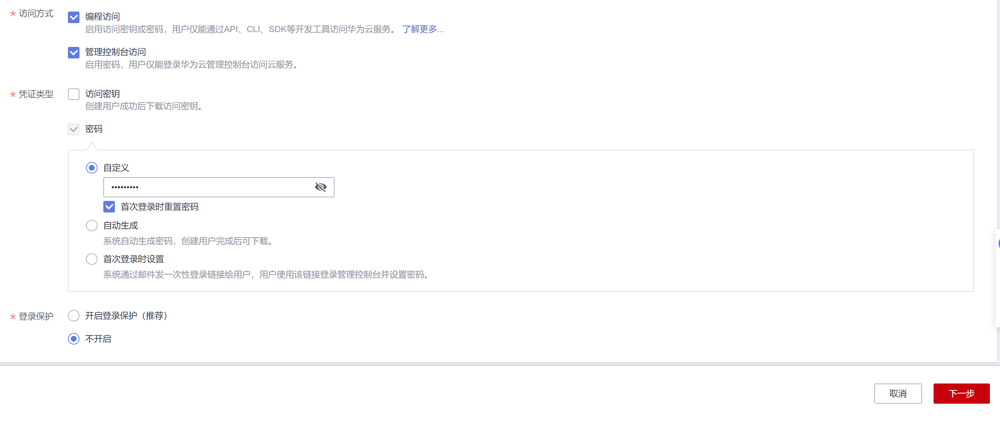 * 访问方式
编程访问
启用访问密钥或密码，用户仅能通过API、CLI、SDK等开发工具访问华为云服务。 了解更多...
管理控制台访问
启用密码，用户仅能登录华为云管理控制台访问云服务。
* 凭证类型
访问密钥
创建用户成功后下载访问密钥。
密码
自定义
•••••••••
首次登录时重置密码
自动生成
系统自动生成密码，创建用户完成后可下载。
首次登录时设置
系统通过邮件发一次性登录链接给用户，用户使用该链接登录管理控制台并设置密码。
* 登录保护
开启登录保护（推荐）
不开启
取消
下一步